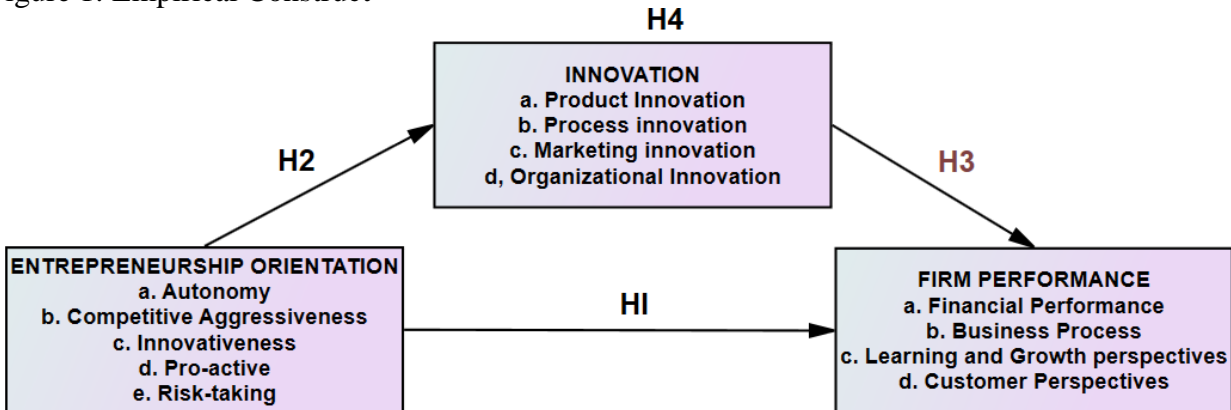 Figure 1. Empirical Construct
H4
INNOVATION
a. Product Innovation
b. Process innovation
c. Marketing innovation
d, Organizational Innovation
H2
H3
ENTREPRENEURSHIP ORIENTATION
a. Autonomy
b. Competitive Aggressiveness
c. Innovativeness
d. Pro-active
e. Risk-taking
HI
FIRM PERFORMANCE
a. Financial Performance
b. Business Process
c. Learning and Growth perspectives
d. Customer Perspectives